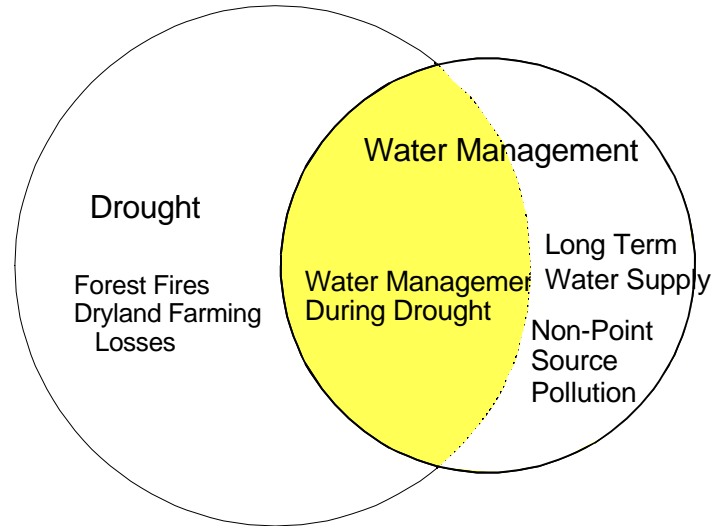 Drought
Forest Fires
Dryland Farming
Losses
Water Management
Water Managemer
During Drought
Long Term
Water Supply
Non-Point
Source
Pollution